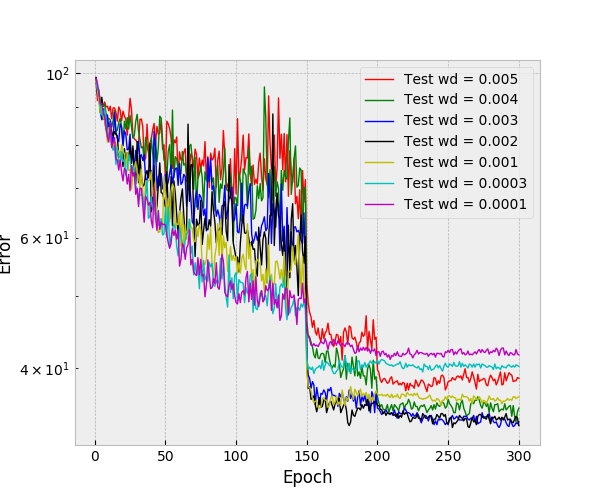 10²
6 × 10¹
4 × 10¹
Error
0 50 100 150 200 250 300
Epoch
Test wd = 0.005
Test wd = 0.004
Test wd = 0.003
Test wd = 0.002
Test wd = 0.001
Test wd = 0.0003
Test wd = 0.0001